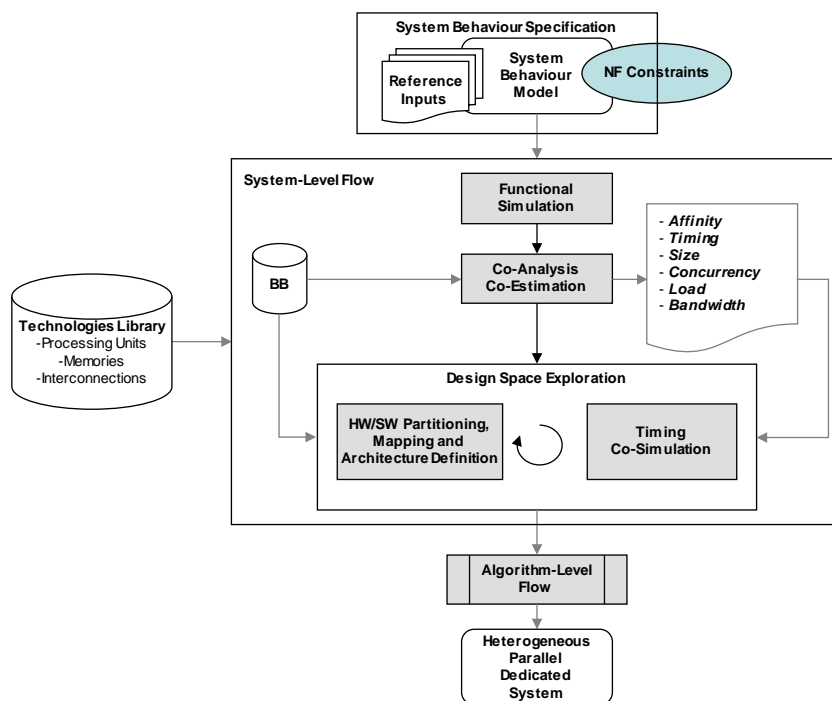 System Behaviour Specification
Reference
Inputs
System
Behaviour
Model
NF Constraints
System-Level Flow
Functional
Simulation
- Affinity
- Timing
- Size
- Concurrency
- Load
- Bandwidth
BB
Co-Analysis
Co-Estimation
Technologies Library
-Processing Units
-Memories
-Interconnections
Design Space Exploration
HW/SW Partitioning,
Mapping and
Architecture Definition
Timing
Co-Simulation
Algorithm-Level
Flow
Heterogeneous
Parallel
Dedicated
System